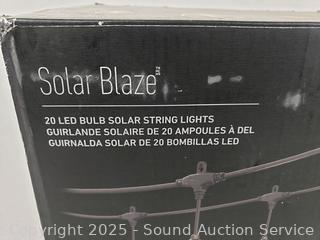 Solar Blaze
20 LED BULB SOLAR STRING LIGHTS
GUIRLANDE SOLAIRE DE 20 AMPOULES À DEL
GUIRNALDA SOLAR DE 20 BOMBILLAS LED
Copyright 2025 - Sound Auction Service